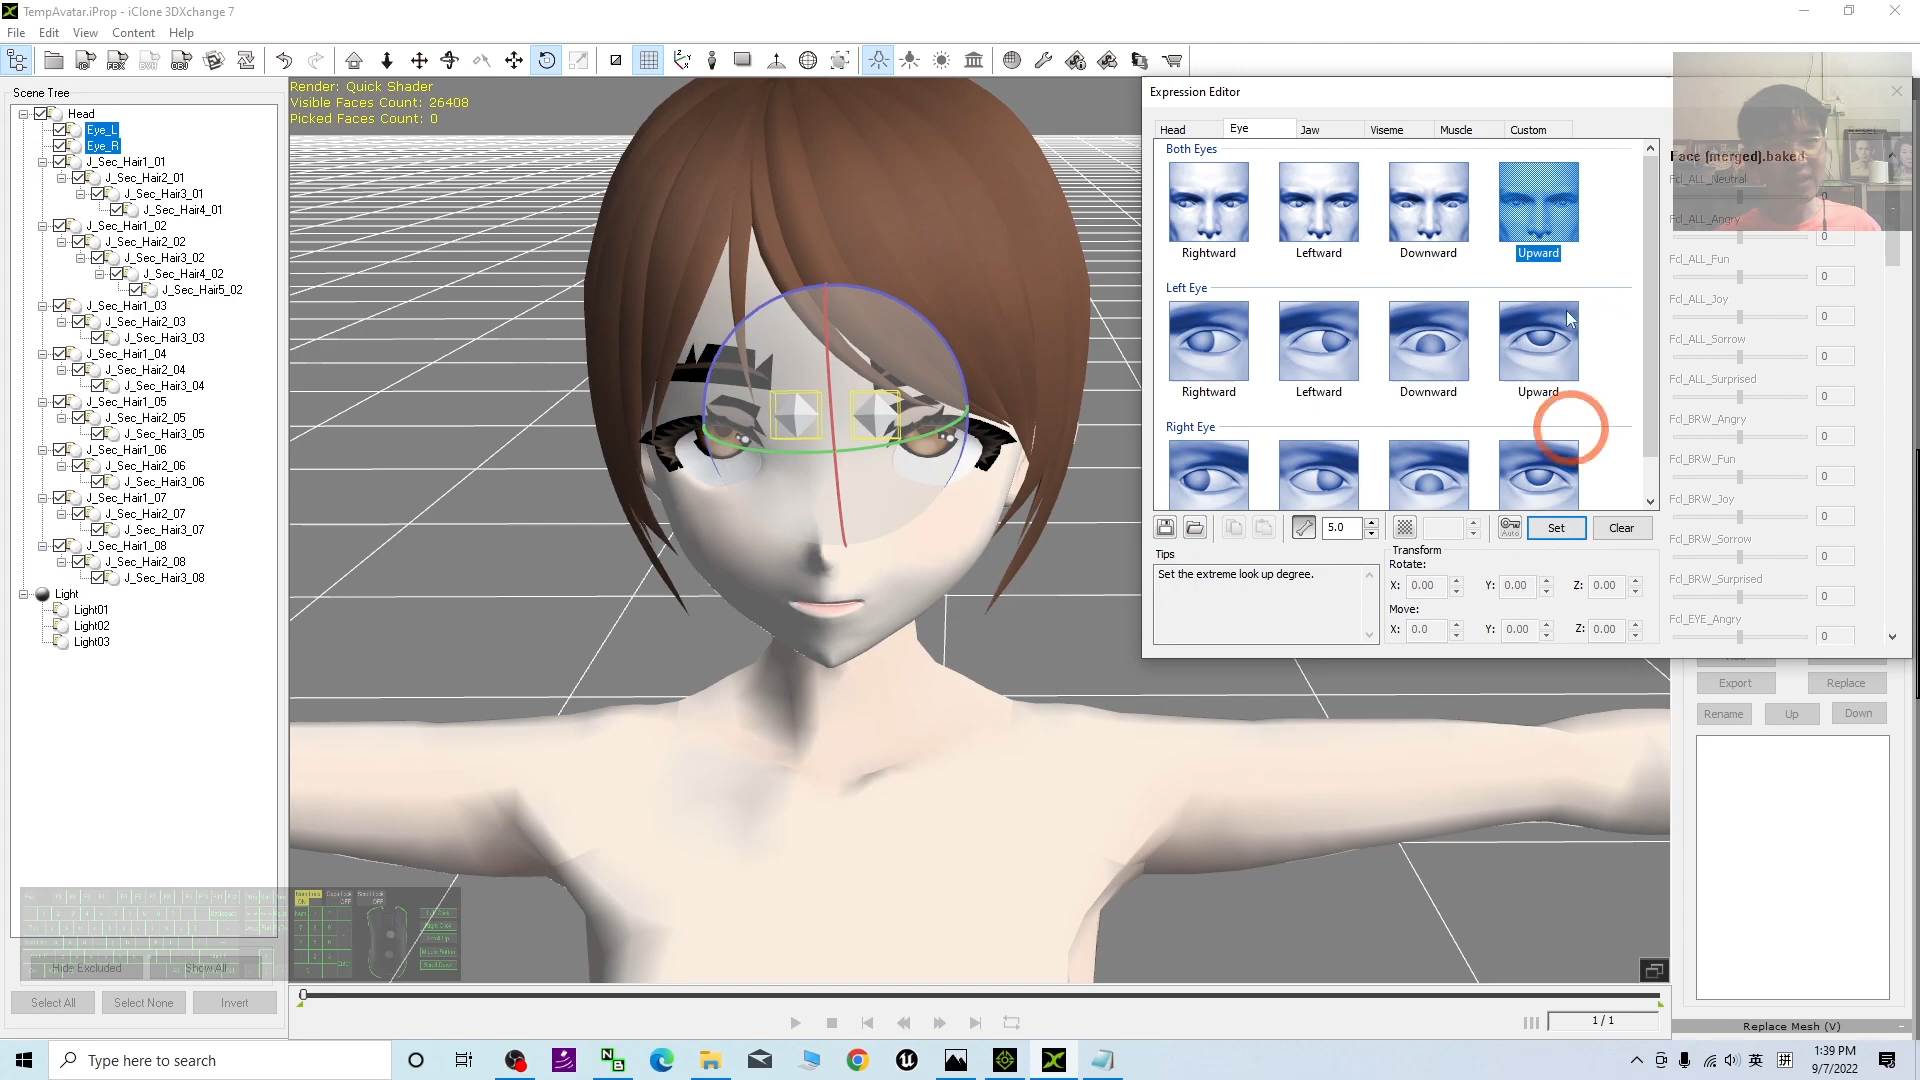 TempAvatar.iProp - iClone 3DXchange 7
File Edit View Content Help
Scene Tree
Head
Eye_L
Eye_R
J_Sec_Hair1_01
J_Sec_Hair2_01
J_Sec_Hair3_01
J_Sec_Hair4_01
J_Sec_Hair1_02
J_Sec_Hair2_02
J_Sec_Hair3_02
J_Sec_Hair4_02
J_Sec_Hair5_02
J_Sec_Hair1_03
J_Sec_Hair2_03
J_Sec_Hair3_03
J_Sec_Hair1_04
J_Sec_Hair2_04
J_Sec_Hair3_04
J_Sec_Hair1_05
J_Sec_Hair2_05
J_Sec_Hair3_05
J_Sec_Hair1_06
J_Sec_Hair2_06
J_Sec_Hair3_06
J_Sec_Hair1_07
J_Sec_Hair2_07
J_Sec_Hair3_07
J_Sec_Hair1_08
J_Sec_Hair2_08
J_Sec_Hair3_08
Light
Light01
Light02
Light03
Hide Excluded Show All
Select All Select None Invert
Render: Quick Shader
Visible Faces Count: 26408
Picked Faces Count: 0
Expression Editor
Head Eye Jaw Viseme Muscle Custom
Both Eyes
Rightward Leftward Downward Upward
Left Eye
Rightward Leftward Downward Upward
Right Eye
5.0 Auto Set Clear
Tips
Set the extreme look up degree.
Transform
Rotate:
X: 0.00 Y: 0.00 Z: 0.00
Move:
X: 0.0 Y: 0.00 Z: 0.00
Reset
Face [merged].baked
Fcl_ALL_Neutral
0
Fcl_ALL_Angry
0
Fcl_ALL_Fun
0
Fcl_ALL_Joy
0
Fcl_ALL_Sorrow
0
Fcl_ALL_Surprised
0
Fcl_BRW_Angry
0
Fcl_BRW_Fun
0
Fcl_BRW_Joy
0
Fcl_BRW_Sorrow
0
Fcl_BRW_Surprised
0
Fcl_EYE_Angry
0
Export Replace
Rename Up Down
Replace Mesh (V)
1 / 1
Type here to search
英
拼
1:39 PM
9/7/2022